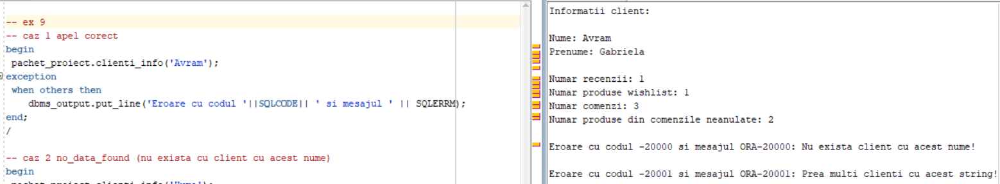 -- ex 9
-- caz 1 apel corect
begin
pachet_proiect.clienti_info('Avram');
exception
when others then
dbms_output.put_line('Eroare cu codul '||SQLCODE|| ' si mesajul ' || SQLERRM);
end;
/
-- caz 2 no_data_found (nu exista cu client cu acest nume)
begin
Informatii client:
Nume: Avram
Prenume: Gabriela
Numar recenzii: 1
Numar produse wishlist: 1
Numar comenzi: 3
Numar produse din comenzile neanulate: 2
Eroare cu codul -20000 si mesajul ORA-20000: Nu exista client cu acest nume!
Eroare cu codul -20001 si mesajul ORA-20001: Prea multi clienti cu acest string!